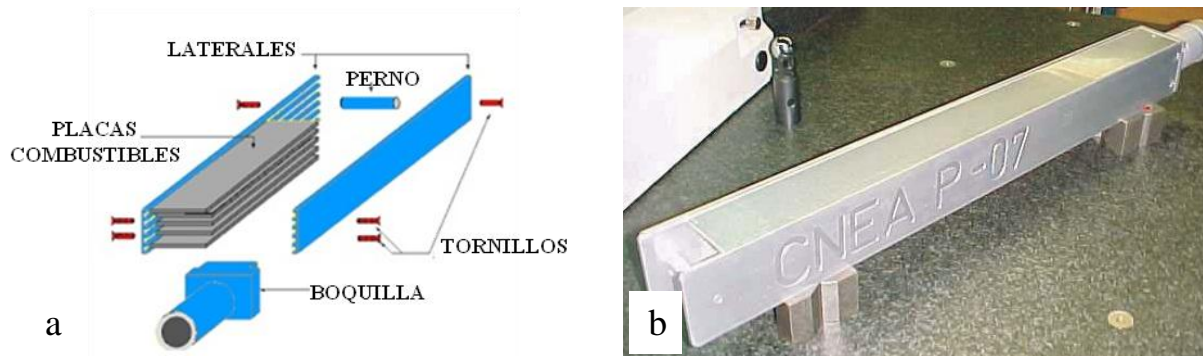 LATERALES
PERNO
PLACAS
COMBUSTIBLES
TORNILLOS
BOQUILLA
a
CNEA P-07
b